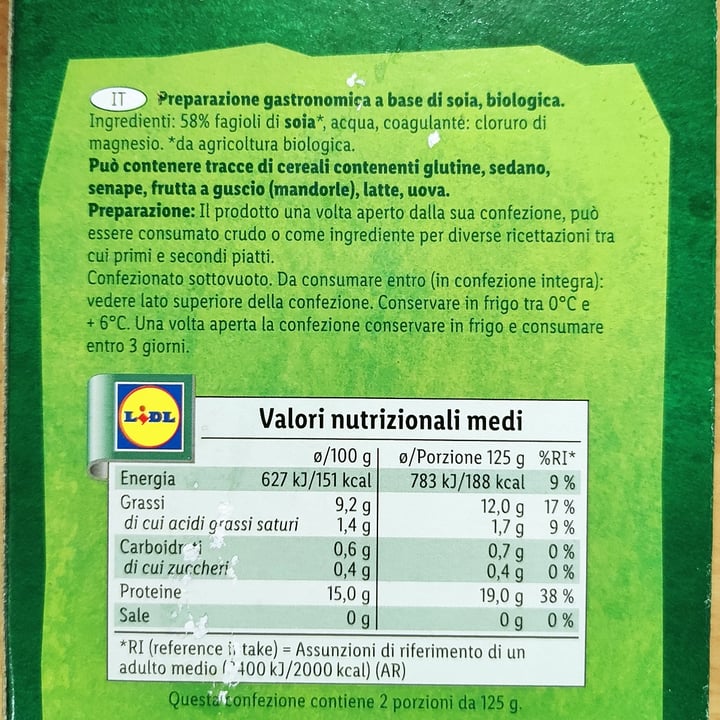 IT Preparazione gastronomica a base di soia, biologica.
Ingredienti: 58% fagioli di soia*, acqua, coagulante: cloruro di
magnesio. *da agricoltura biologica.
Può contenere tracce di cereali contenenti glutine, sedano,
senape, frutta a guscio (mandorle), latte, uova.
Preparazione: Il prodotto una volta aperto dalla sua confezione, può
essere consumato crudo o come ingrediente per diverse ricettazioni tra
cui primi e secondi piatti.
Confezionato sottovuoto. Da consumare entro (in confezione integra):
vedere lato superiore della confezione. Conservare in frigo tra 0°C e
+ 6°C. Una volta aperta la confezione conservare in frigo e consumare
entro 3 giorni.
LIDL
Valori nutrizionali medi
ø/100 g ø/Porzione 125 g %RI*
Energia 627 kJ/151 kcal 783 kJ/188 kcal 9 %
Grassi 9,2 g 12,0 g 17 %
di cui acidi grassi saturi 1,4 g 1,7 g 9 %
Carboidrati 0,6 g 0,7 g 0 %
di cui zuccheri 0,4 g 0,4 g 0 %
Proteine 15,0 g 19,0 g 38 %
Sale 0 g 0 g 0 %
*RI (reference intake) = Assunzioni di riferimento di un
adulto medio (8400 kJ/2000 kcal) (AR)
Questa confezione contiene 2 porzioni da 125 g.